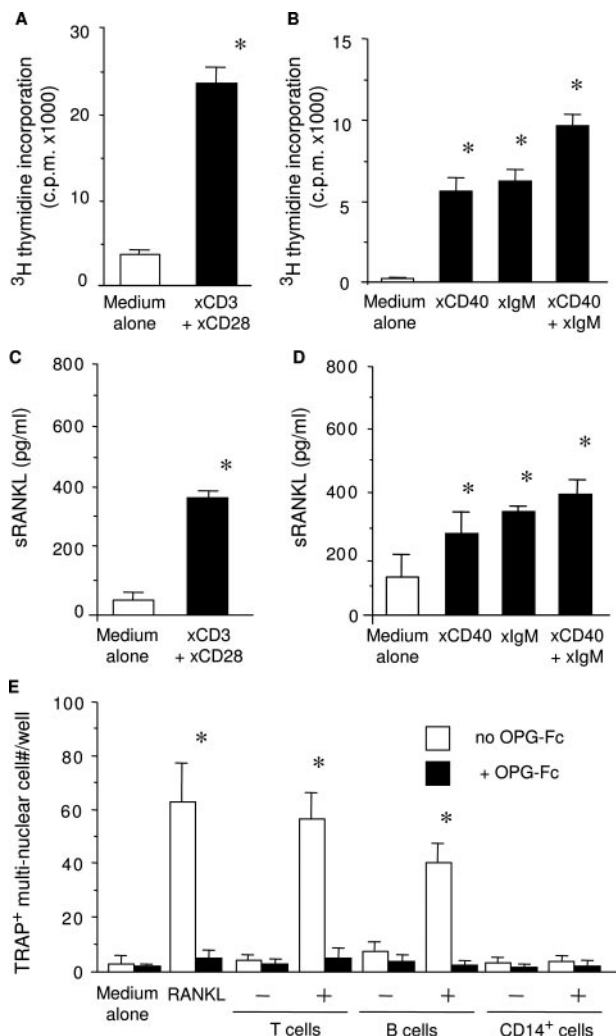 A
*
30
20
10
0
³H thymidine incorporation
(c.p.m. x1000)
Medium
alone
xCD3
+ xCD28
B
*
*
*
15
10
5
0
³H thymidine incorporation
(c.p.m. x1000)
Medium
alone
xCD40
xIgM
xCD40
+ xIgM
C
800
600
400
200
0
sRANKL (pg/ml)
*
Medium
alone
xCD3
+ xCD28
D
800
600
400
200
0
sRANKL (pg/ml)
*
*
*
Medium
alone
xCD40
xIgM
xCD40
+ xIgM
E
100
80
60
40
20
0
TRAP⁺ multi-nuclear cell#/well
*
*
*
no OPG-Fc
+ OPG-Fc
Medium
alone
RANKL
– + – + – +
T cells B cells CD14⁺ cells